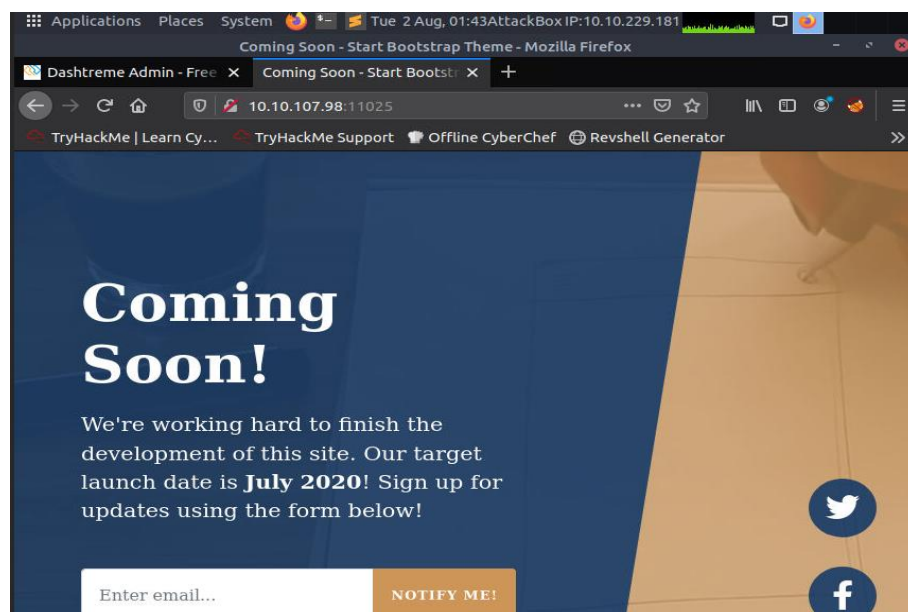 Applications Places System Tue 2 Aug, 01:43 AttackBox IP:10.10.229.181
Coming Soon - Start Bootstrap Theme - Mozilla Firefox
Dashtreme Admin - Free Coming Soon - Start Bootstr
10.10.107.98:11025
TryHackMe | Learn Cy... TryHackMe Support Offline CyberChef Revshell Generator
Coming
Soon!
We're working hard to finish the
development of this site. Our target
launch date is July 2020! Sign up for
updates using the form below!
Enter email... NOTIFY ME!